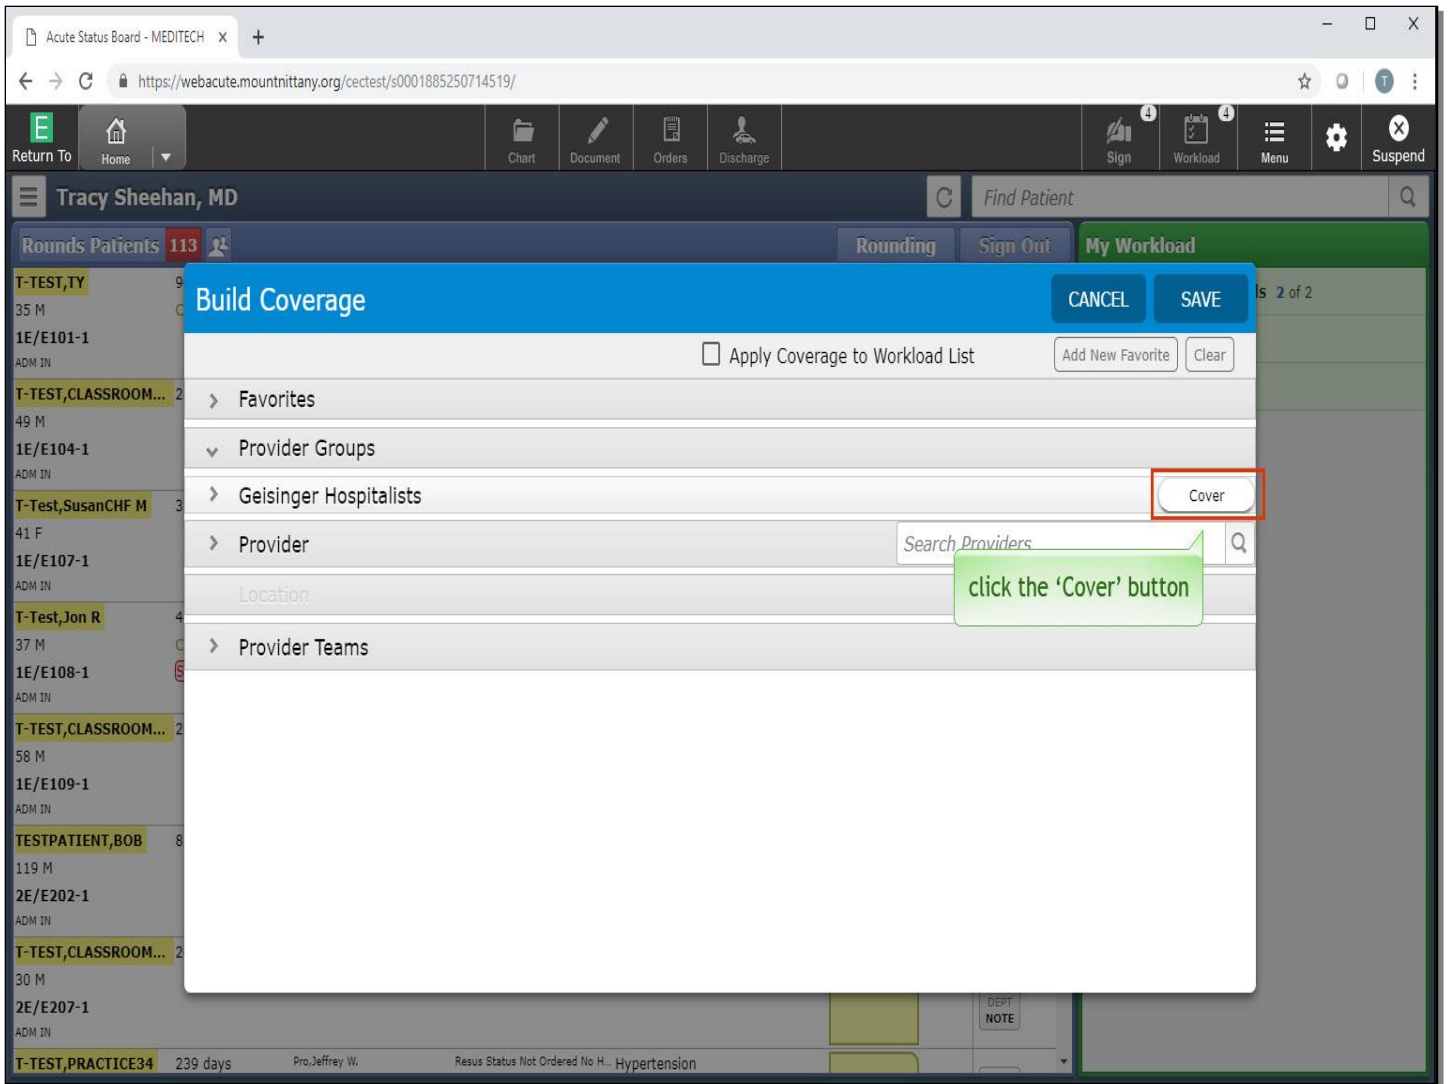 Acute Status Board - MEDITECH
https://webacute.mountnittany.org/cectest/s0001885250714519/
T
E
Return To
Home
Chart
Document
Orders
Discharge
4
Sign
4
Workload
Menu
Suspend
Tracy Sheehan, MD
Find Patient
Rounds Patients 113
Rounding
Sign Out
My Workload
T-TEST,TY 9
35 M
1E/E101-1
ADM IN
2 of 2
Build Coverage
CANCEL
SAVE
Apply Coverage to Workload List
Add New Favorite
Clear
T-TEST,CLASSROOM... 2
49 M
1E/E104-1
ADM IN
Favorites
Provider Groups
Geisinger Hospitalists
Cover
T-Test,SusanCHF M 3
41 F
1E/E107-1
ADM IN
Provider
Search Providers
click the ‘Cover’ button
Location
T-Test,Jon R 4
37 M
1E/E108-1
ADM IN
Provider Teams
T-TEST,CLASSROOM... 2
58 M
1E/E109-1
ADM IN
TESTPATIENT,BOB 8
119 M
2E/E202-1
ADM IN
T-TEST,CLASSROOM... 2
30 M
2E/E207-1
ADM IN
DEPT
NOTE
T-TEST,PRACTICE34 239 days Pro,Jeffrey W. Resus Status Not Ordered No H... Hypertension